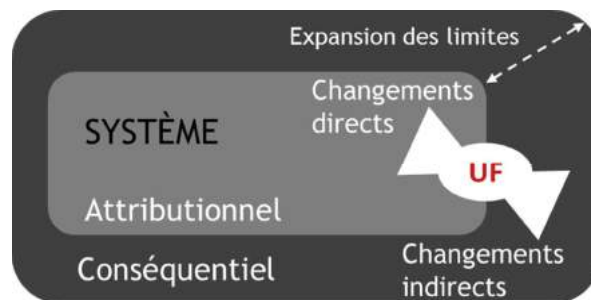 Expansion des limites
Changements
directs
SYSTÈME
UF
Attributionnel
Conséquentiel
Changements
indirects